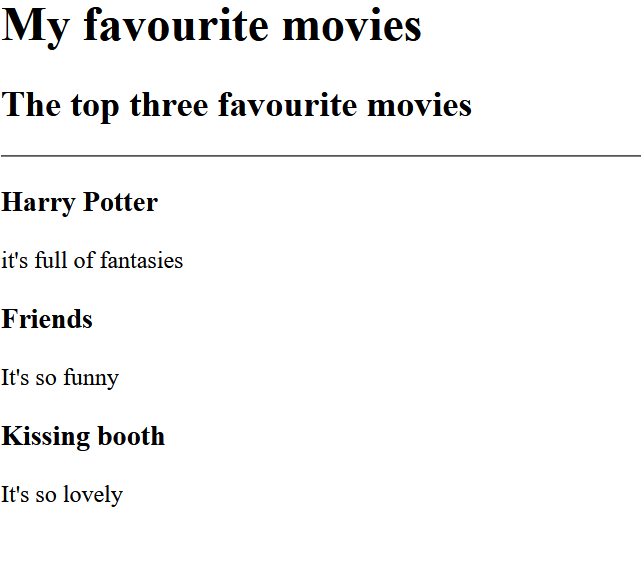 My favourite movies
The top three favourite movies
Harry Potter
it's full of fantasies
Friends
It's so funny
Kissing booth
It's so lovely